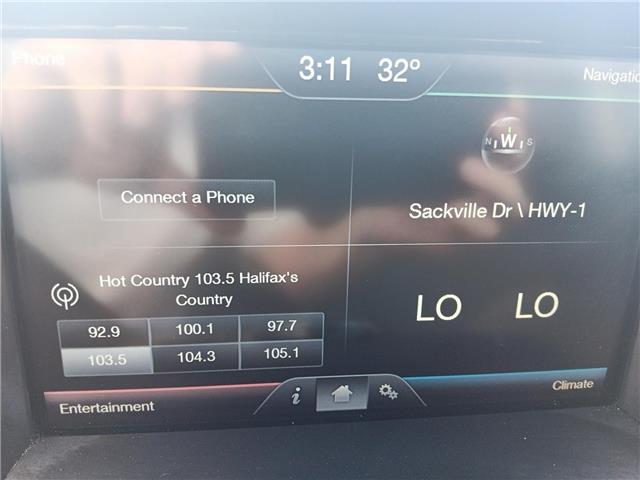 Phone
3:11 32°
Navigatio
N W S
Connect a Phone
Sackville Dr \ HWY-1
Hot Country 103.5 Halifax's
Country
92.9 100.1 97.7
103.5 104.3 105.1
LO LO
Entertainment
i
Climate